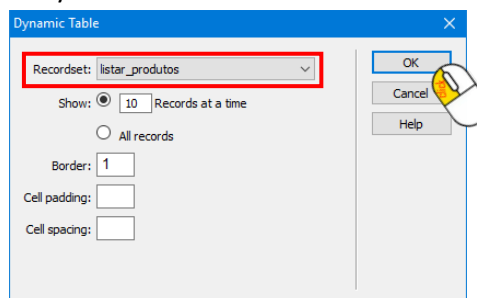 Dynamic Table
Recordset: listar_produtos
OK
Show: 10 Records at a time
Cancel
click
All records
Help
Border: 1
Cell padding:
Cell spacing: